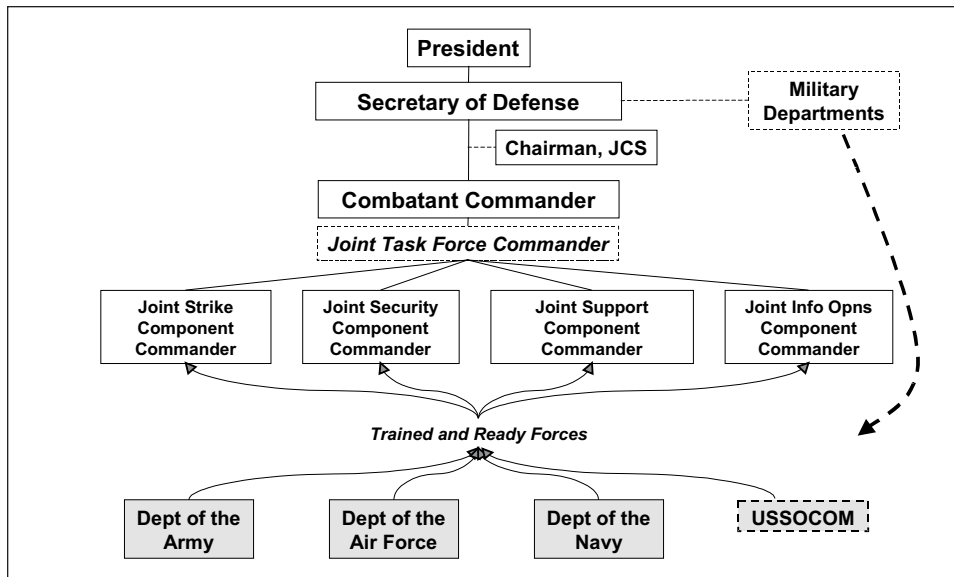 President
Secretary of Defense
Military
Departments
Chairman, JCS
Combatant Commander
Joint Task Force Commander
Joint Strike
Component
Commander
Joint Security
Component
Commander
Joint Support
Component
Commander
Joint Info Opns
Component
Commander
Trained and Ready Forces
Dept of the
Army
Dept of the
Air Force
Dept of the
Navy
USSOCOM